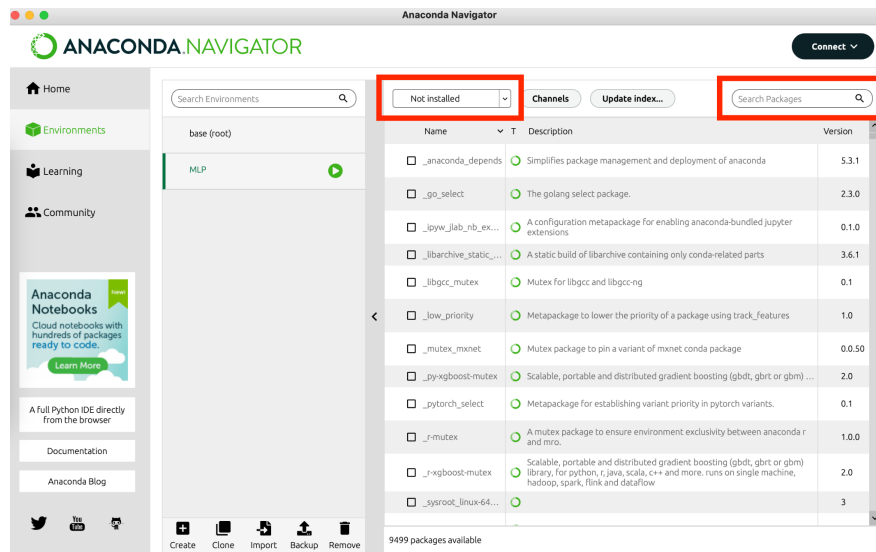 Anaconda Navigator
ANACONDA.NAVIGATOR
Connect
Home
Environments
Learning
Community
Anaconda
Notebooks
New!
Cloud notebooks with
hundreds of packages
ready to code.
Learn More
A full Python IDE directly
from the browser
Documentation
Anaconda Blog
You
Tube
Search Environments
base (root)
MLP
Create Clone Import Backup Remove
Not installed
Channels
Update index...
Search Packages
Name T Description Version
_anaconda_depends Simplifies package management and deployment of anaconda 5.3.1
_go_select The golang select package. 2.3.0
_ipyw_jlab_nb_ex... A configuration metapackage for enabling anaconda-bundled jupyter
extensions 0.1.0
_libarchive_static_... A static build of libarchive containing only conda-related parts 3.6.1
_libgcc_mutex Mutex for libgcc and libgcc-ng 0.1
_low_priority Metapackage to lower the priority of a package using track_features 1.0
_mutex_mxnet Mutex package to pin a variant of mxnet conda package 0.0.50
_py-xgboost-mutex Scalable, portable and distributed gradient boosting (gbdt, gbrt or gbm) ... 2.0
_pytorch_select Metapackage for establishing variant priority in pytorch variants. 0.1
_r-mutex A mutex package to ensure environment exclusivity between anaconda r
and mro. 1.0.0
_r-xgboost-mutex Scalable, portable and distributed gradient boosting (gbdt, gbrt or gbm)
library, for python, r, java, scala, c++ and more. runs on single machine,
hadoop, spark, flink and dataflow 2.0
_sysroot_linux-64... 3
9499 packages available